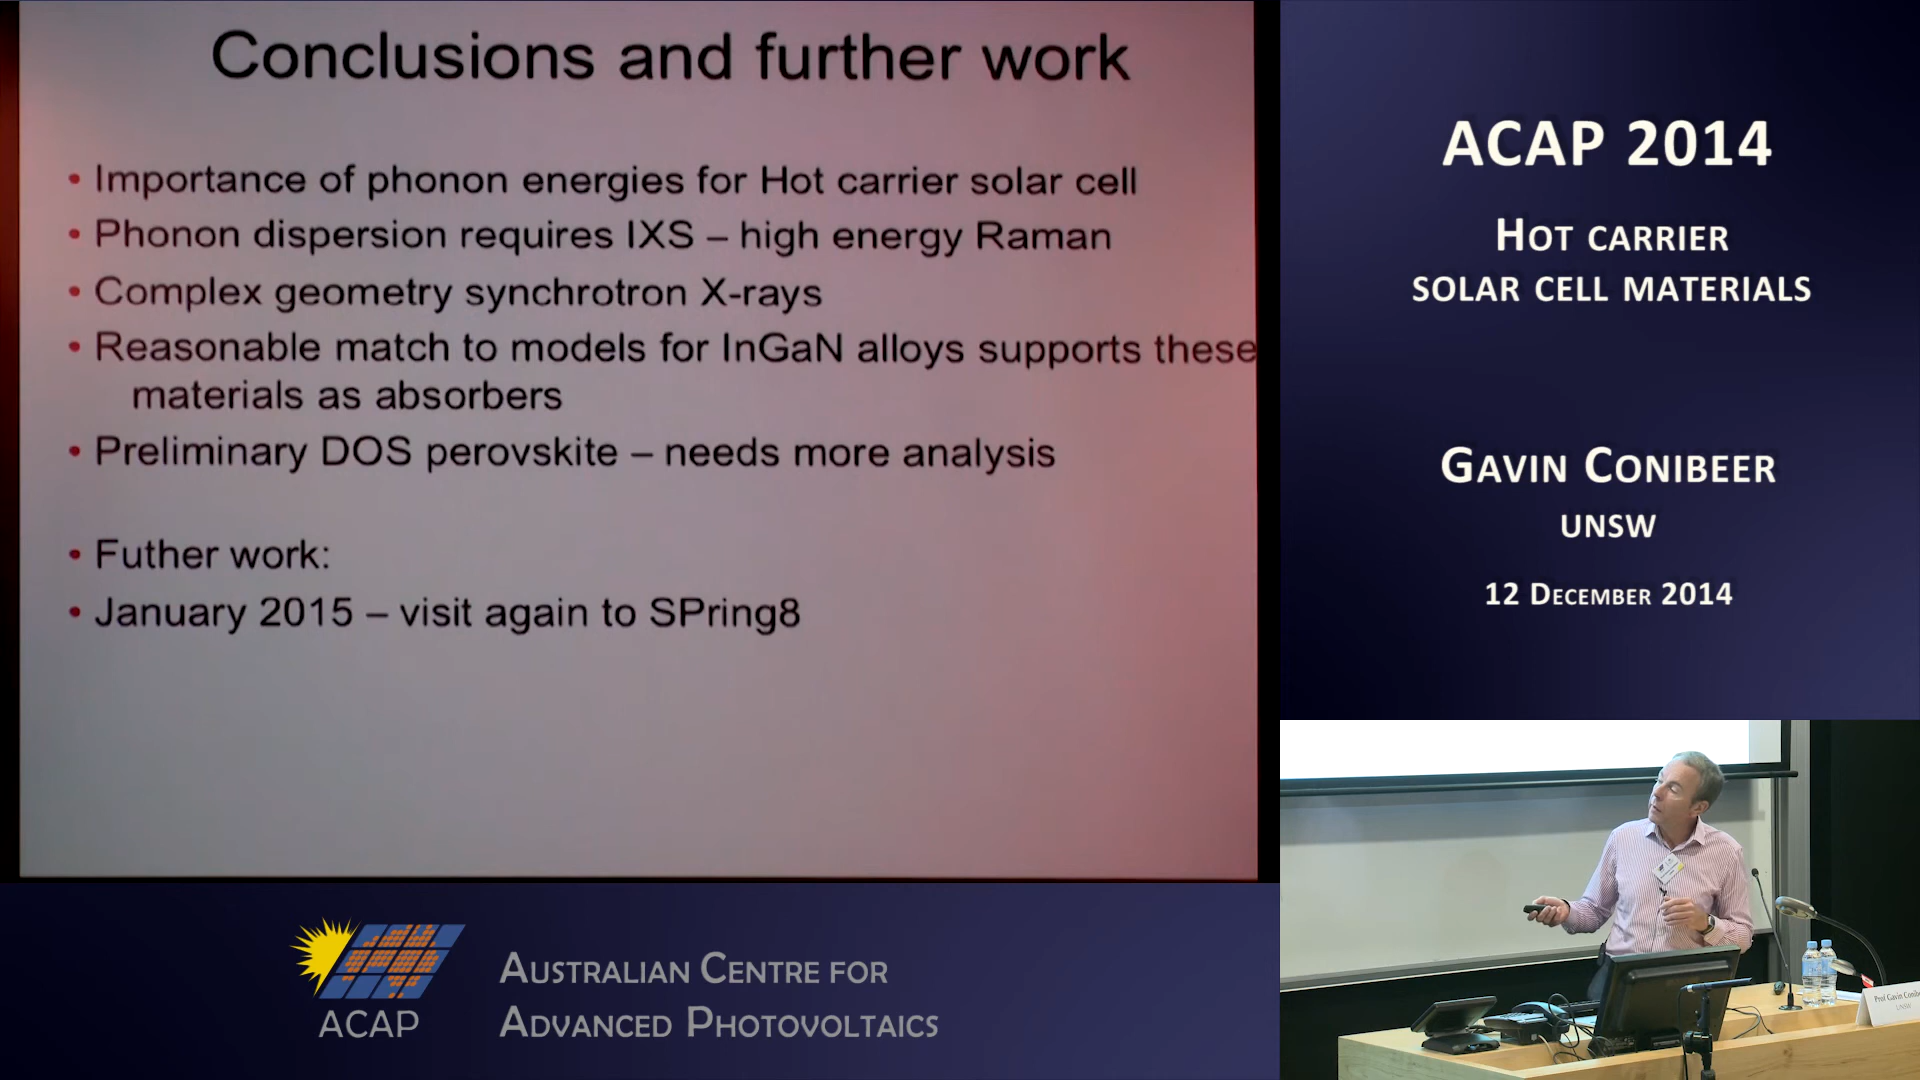 Conclusions and further work
• Importance of phonon energies for Hot carrier solar cell
• Phonon dispersion requires IXS – high energy Raman
• Complex geometry synchrotron X-rays
• Reasonable match to models for InGaN alloys supports these
materials as absorbers
• Preliminary DOS perovskite – needs more analysis
• Futher work:
• January 2015 – visit again to SPring8
ACAP 2014
HOT CARRIER
SOLAR CELL MATERIALS
GAVIN CONIBEER
UNSW
12 DECEMBER 2014
ACAP
AUSTRALIAN CENTRE FOR
ADVANCED PHOTOVOLTAICS
Prof Gavin
UNSW